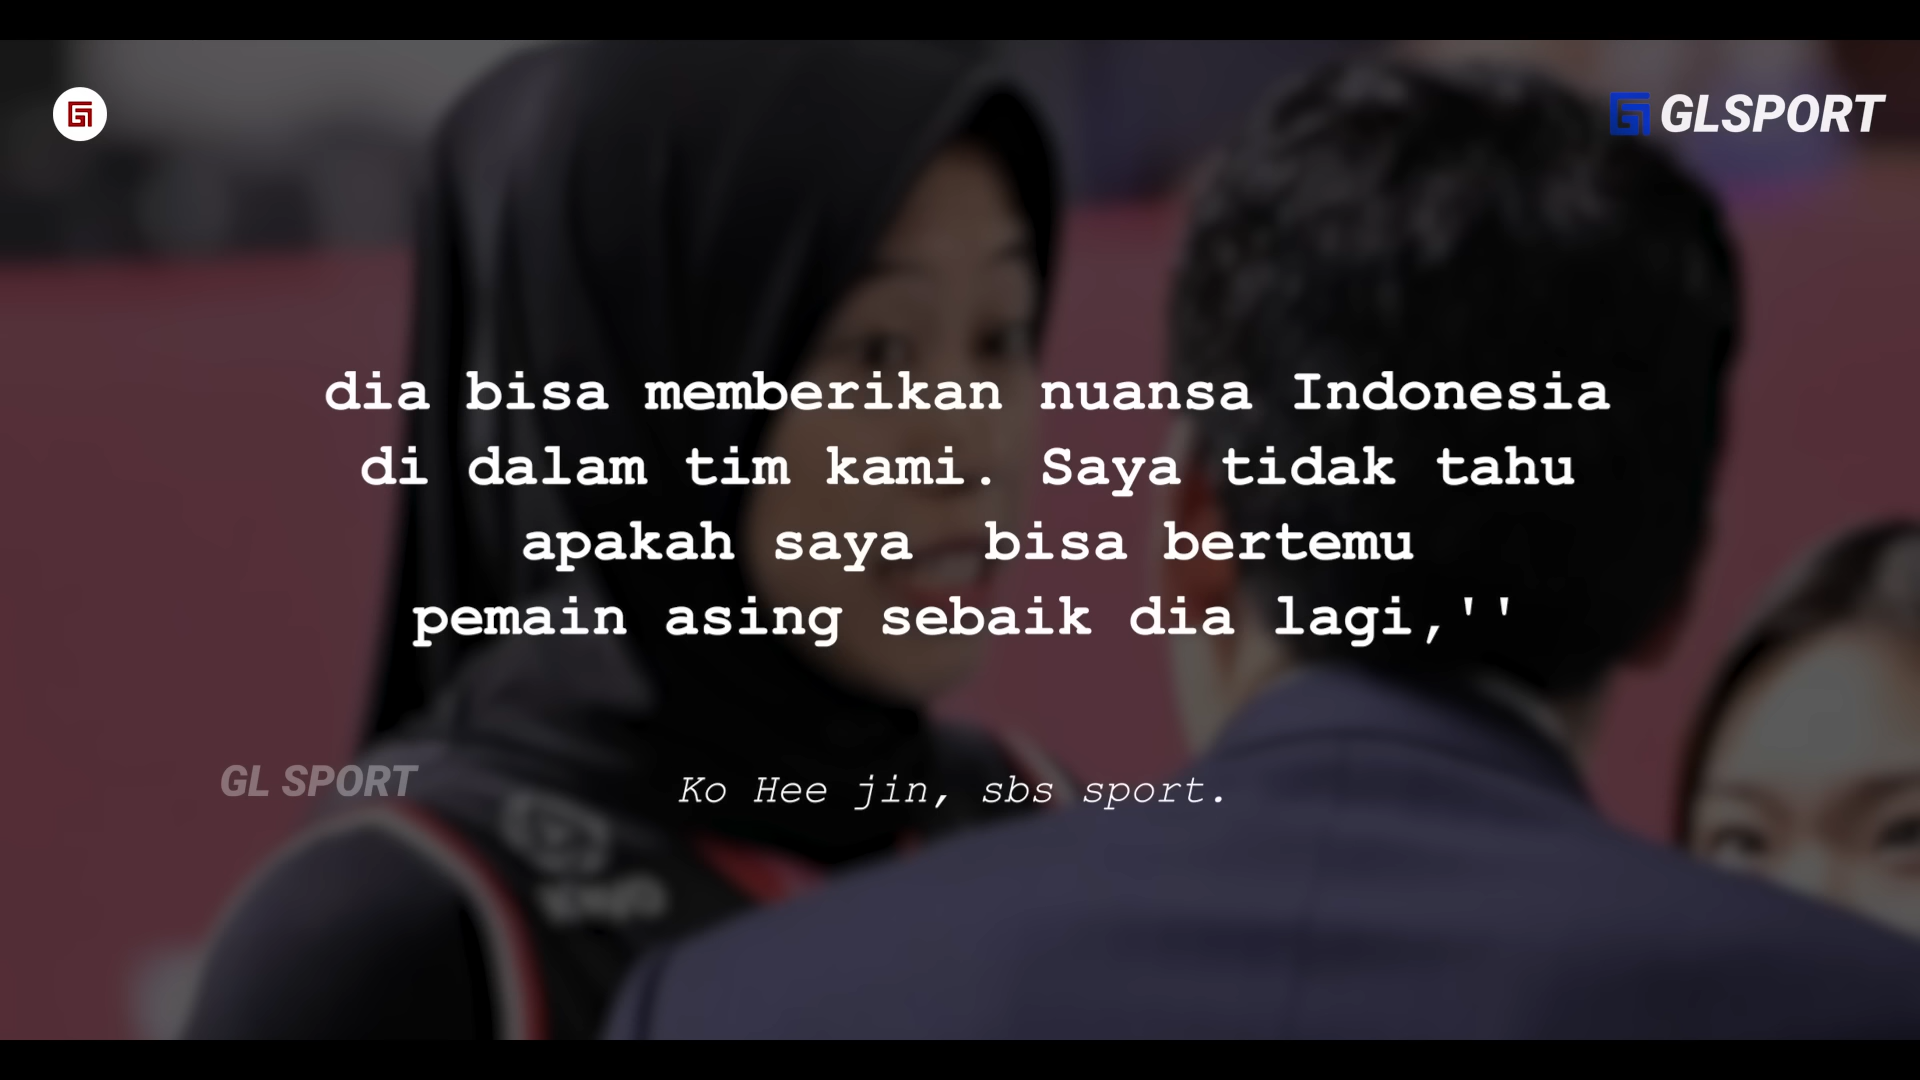 GLSPORT
dia bisa memberikan nuansa Indonesia
di dalam tim kami. Saya tidak tahu
apakah saya  bisa bertemu
pemain asing sebaik dia lagi,''
GL SPORT
Ko Hee jin, sbs sport.